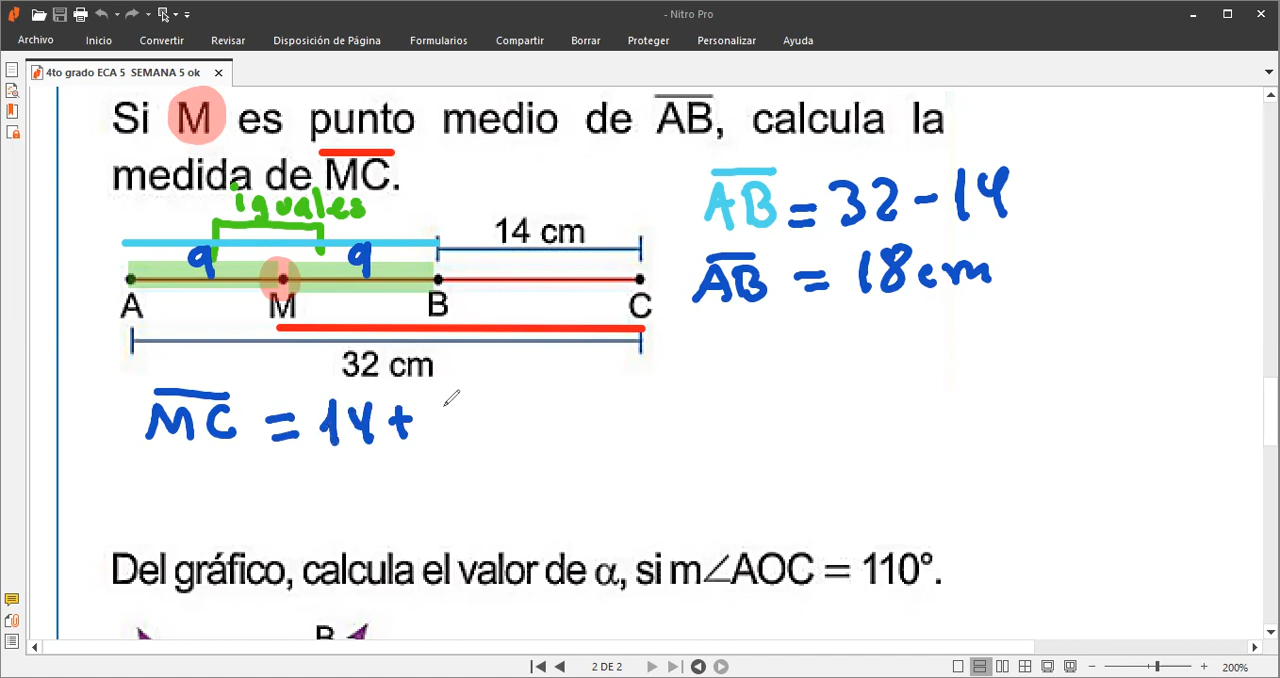 - Nitro Pro
Archivo Inicio Convertir Revisar Disposición de Página Formularios Compartir Borrar Proteger Personalizar Ayuda
4to grado ECA 5 SEMANA 5 ok
Si M es punto medio de AB, calcula la
medida de MC.
iguales
9 9
14 cm
A M B C
32 cm
AB = 32 - 14
AB = 18cm
MC = 14 +
Del gráfico, calcula el valor de α, si m∠AOC = 110º.
B
2 DE 2
200%